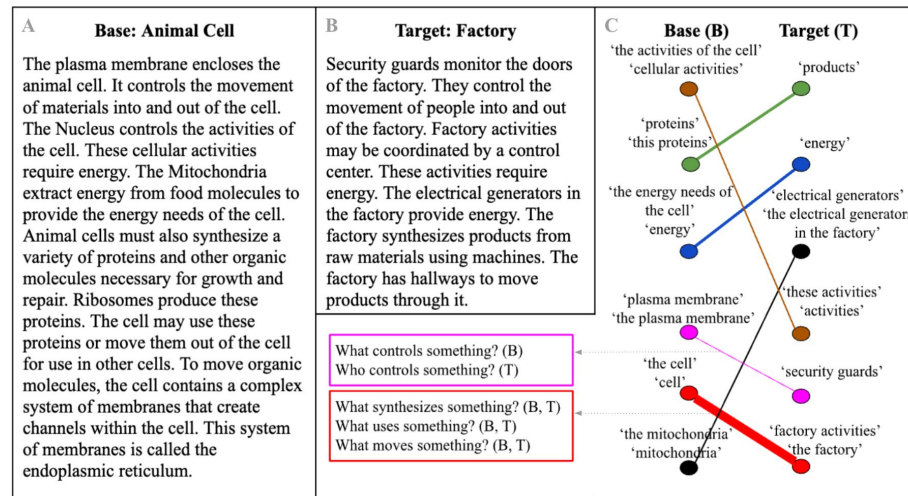 A
Base: Animal Cell
The plasma membrane encloses the
animal cell. It controls the movement
of materials into and out of the cell.
The Nucleus controls the activities of
the cell. These cellular activities
require energy. The Mitochondria
extract energy from food molecules to
provide the energy needs of the cell.
Animal cells must also synthesize a
variety of proteins and other organic
molecules necessary for growth and
repair. Ribosomes produce these
proteins. The cell may use these
proteins or move them out of the cell
for use in other cells. To move organic
molecules, the cell contains a complex
system of membranes that create
channels within the cell. This system
of membranes is called the
endoplasmic reticulum.
B
Target: Factory
Security guards monitor the doors
of the factory. They control the
movement of people into and out
of the factory. Factory activities
may be coordinated by a control
center. These activities require
energy. The electrical generators in
the factory provide energy. The
factory synthesizes products from
raw materials using machines. The
factory has hallways to move
products through it.
What controls something? (B)
Who controls something? (T)
What synthesizes something? (B, T)
What uses something? (B, T)
What moves something? (B, T)
C
Base (B)
Target (T)
‘the activities of the cell’
‘cellular activities’
‘products’
‘proteins’
‘this proteins’
‘energy’
‘the energy needs of
the cell’
‘energy’
‘electrical generators’
‘the electrical generators
in the factory’
‘plasma membrane’
‘the plasma membrane’
‘these activities’
‘activities’
‘the cell’
‘cell’
‘security guards’
‘the mitochondria’
‘mitochondria’
‘factory activities’
‘the factory’